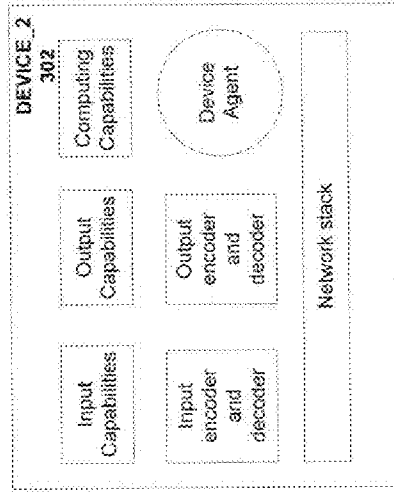 DEVICE_2
302
Input
Capabilities
Output
Capabilities
Computing
Capabilities
Input
encoder
and
decoder
Output
encoder
and
decoder
Device
Agent
Network stack